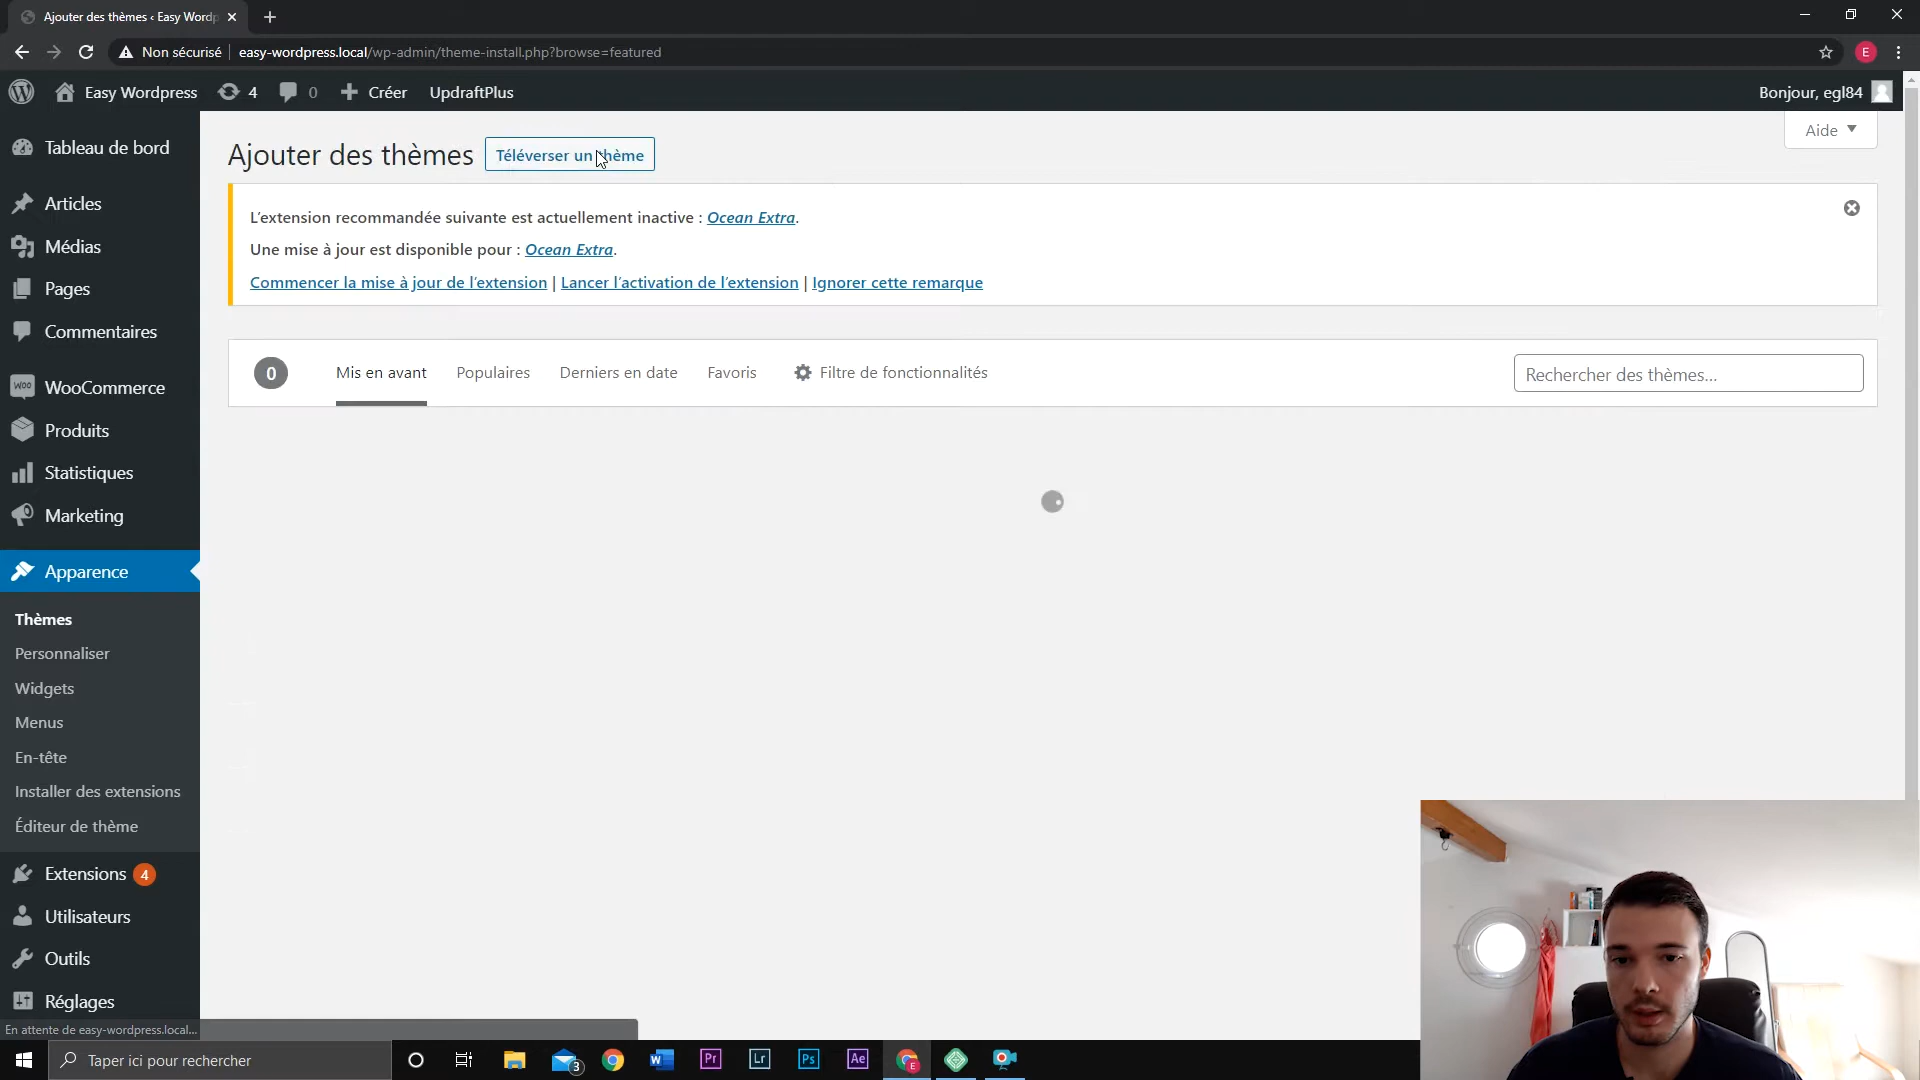 Ajouter des thèmes ‹ Easy Wordp
Non sécurisé
easy-wordpress.local/wp-admin/theme-install.php?browse=featured
E
Easy Wordpress
4
0
Créer
UpdraftPlus
Bonjour, egl84
Aide
Tableau de bord
Articles
Médias
Pages
Commentaires
WooCommerce
Produits
Statistiques
Marketing
Apparence
Thèmes
Personnaliser
Widgets
Menus
En-tête
Installer des extensions
Éditeur de thème
Extensions 4
Utilisateurs
Outils
Réglages
Ajouter des thèmes
Téléverser un thème
L'extension recommandée suivante est actuellement inactive : Ocean Extra.
Une mise à jour est disponible pour : Ocean Extra.
Commencer la mise à jour de l'extension | Lancer l'activation de l'extension | Ignorer cette remarque
0
Mis en avant
Populaires
Derniers en date
Favoris
Filtre de fonctionnalités
Rechercher des thèmes…
En attente de easy-wordpress.local...
Taper ici pour rechercher
3
W
Pr
Lr
Ps
Ae
E